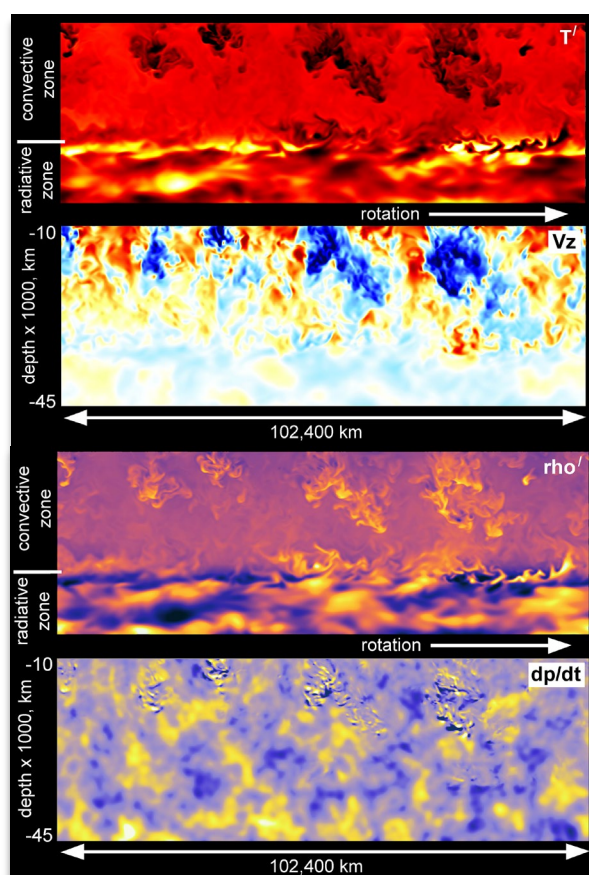 T/
convective
zone
radiative
zone
rotation
-10
Vz
depth x 1000, km
-45
102,400 km
rho/
convective
zone
radiative
zone
rotation
-10
dp/dt
depth x 1000, km
-45
102,400 km